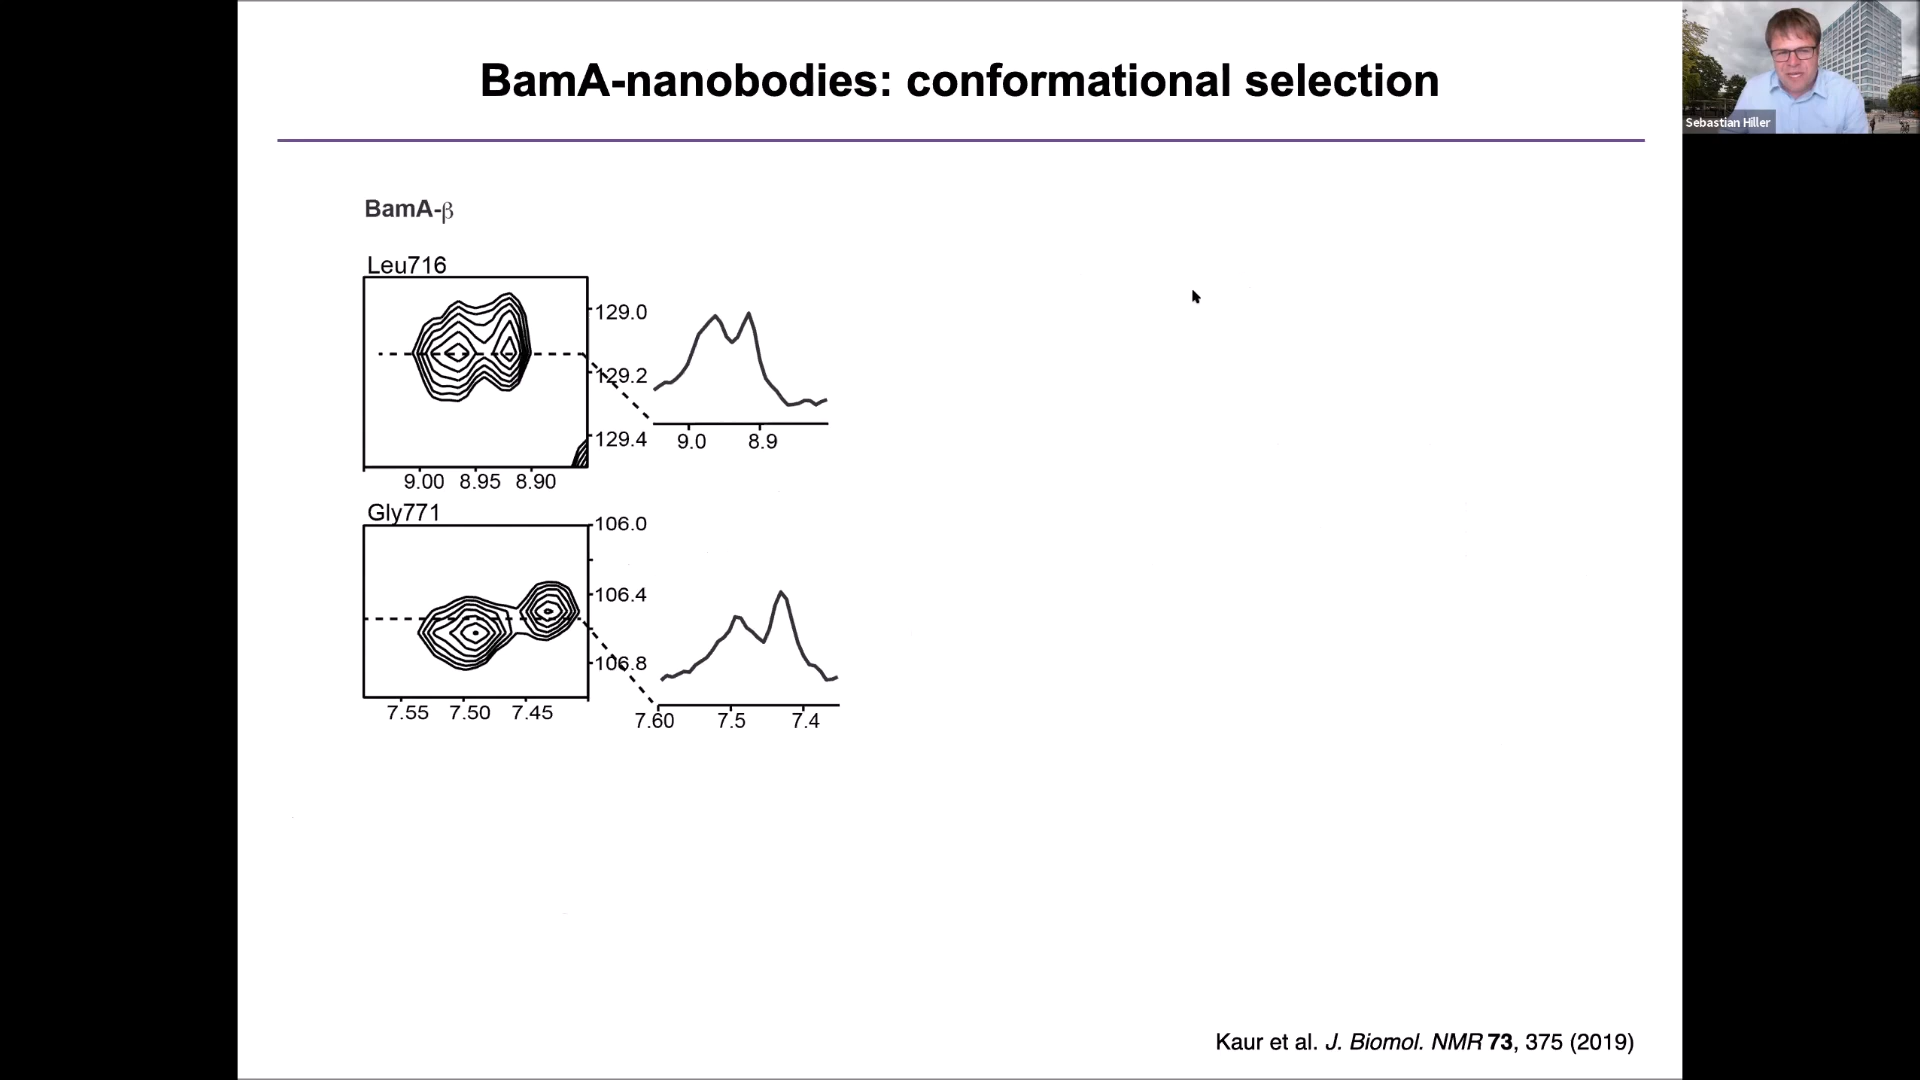 BamA-nanobodies: conformational selection
Sebastian Hiller
BamA-β
Leu716
129.0
129.2
129.4
9.00 8.95 8.90
9.0 8.9
Gly771
106.0
106.4
106.8
7.55 7.50 7.45
7.60 7.5 7.4
Kaur et al. J. Biomol. NMR 73, 375 (2019)